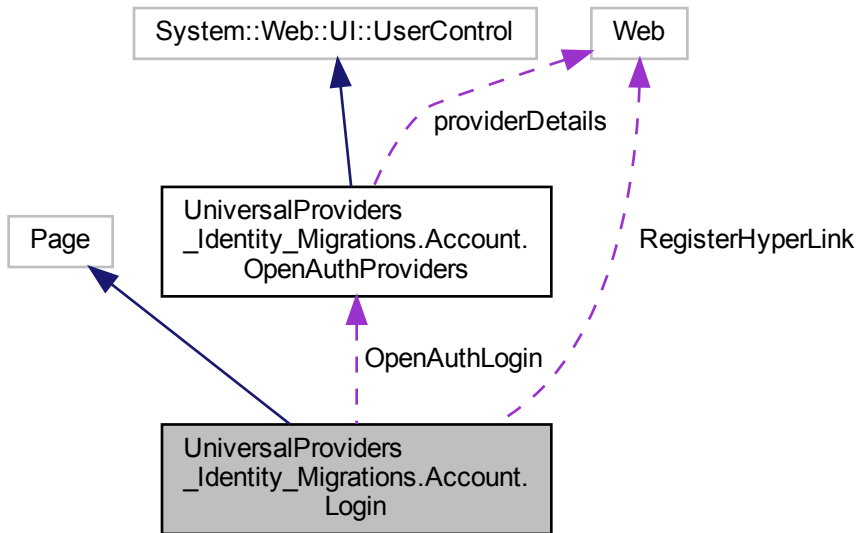 System::Web::UI::UserControl
Web
providerDetails
UniversalProviders
_Identity_Migrations.Account.
OpenAuthProviders
Page
RegisterHyperLink
OpenAuthLogin
UniversalProviders
_Identity_Migrations.Account.
Login